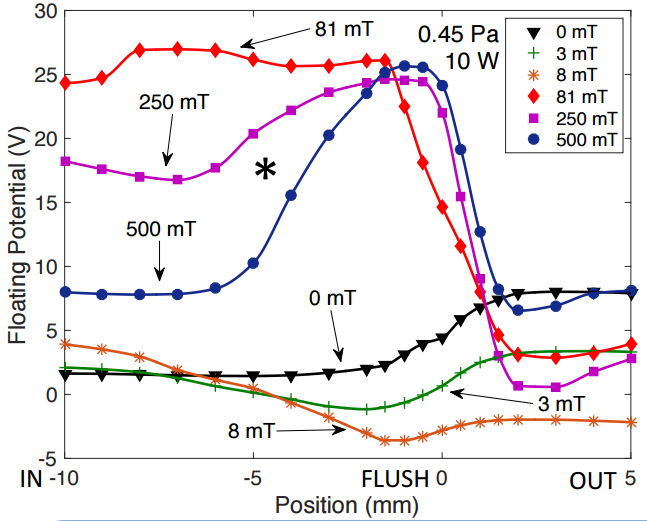 30
25
20
15
10
5
0
-5
Floating Potential (V)
81 mT
0.45 Pa
10 W
250 mT
*
500 mT
0 mT
3 mT
8 mT
0 mT
3 mT
8 mT
81 mT
250 mT
500 mT
IN -10 -5 FLUSH 0 OUT 5
Position (mm)